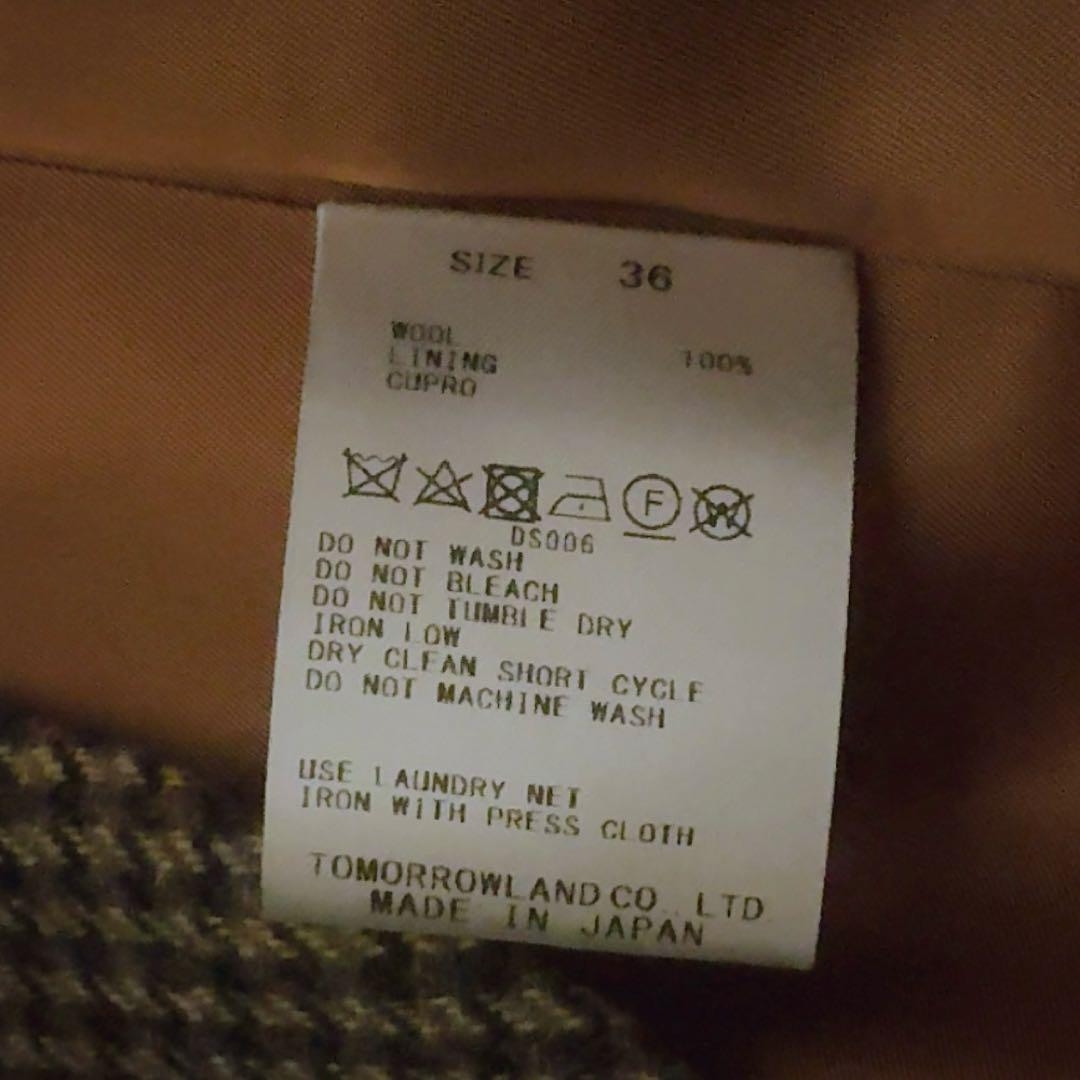 SIZE 36
WOOL
LINING 100%
CUPRO
F W
DS006
DO NOT WASH
DO NOT BLEACH
DO NOT TUMBLE DRY
IRON LOW
DRY CLEAN SHORT CYCLE
DO NOT MACHINE WASH
USE LAUNDRY NET
IRON WITH PRESS CLOTH
TOMORROWLAND CO., LTD.
MADE IN JAPAN